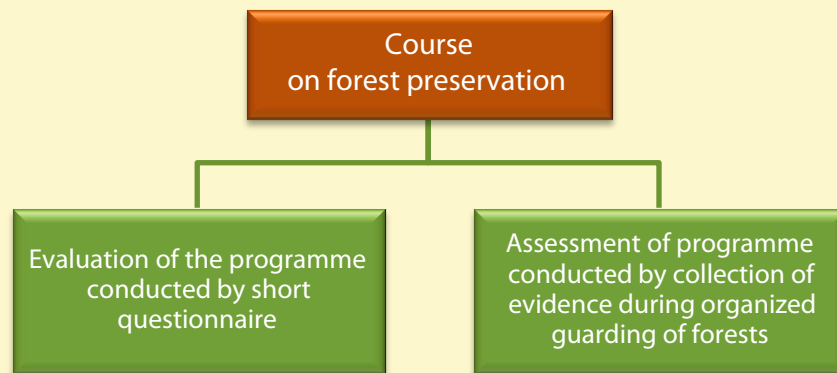 Course
on forest preservation
Evaluation of the programme
conducted by short
questionnaire
Assessment of programme
conducted by collection of
evidence during organized
guarding of forests